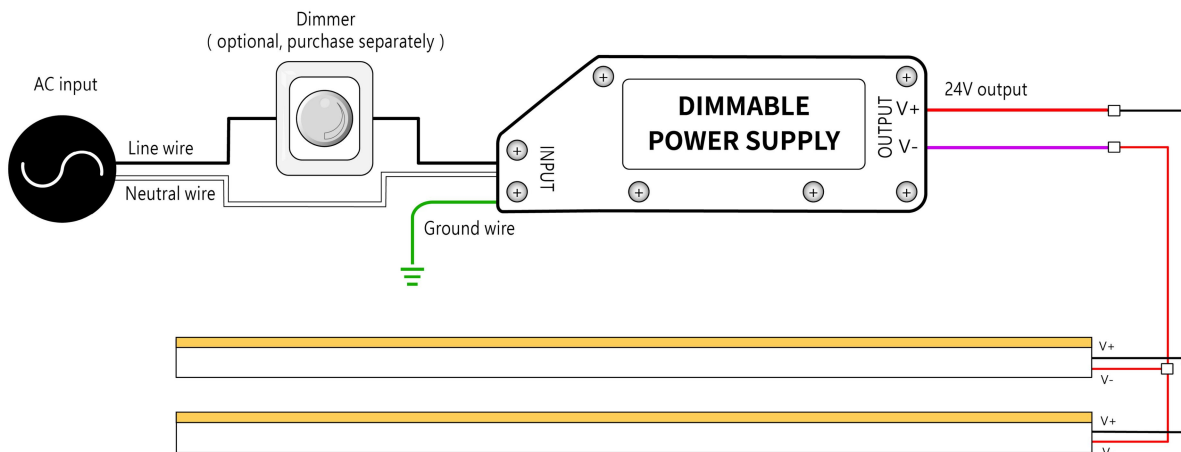 Dimmer
( optional, purchase separately )
AC input
Line wire
Neutral wire
Ground wire
INPUT
DIMMABLE
POWER SUPPLY
OUTPUT
V+
V-
24V output
V+
V-
V+